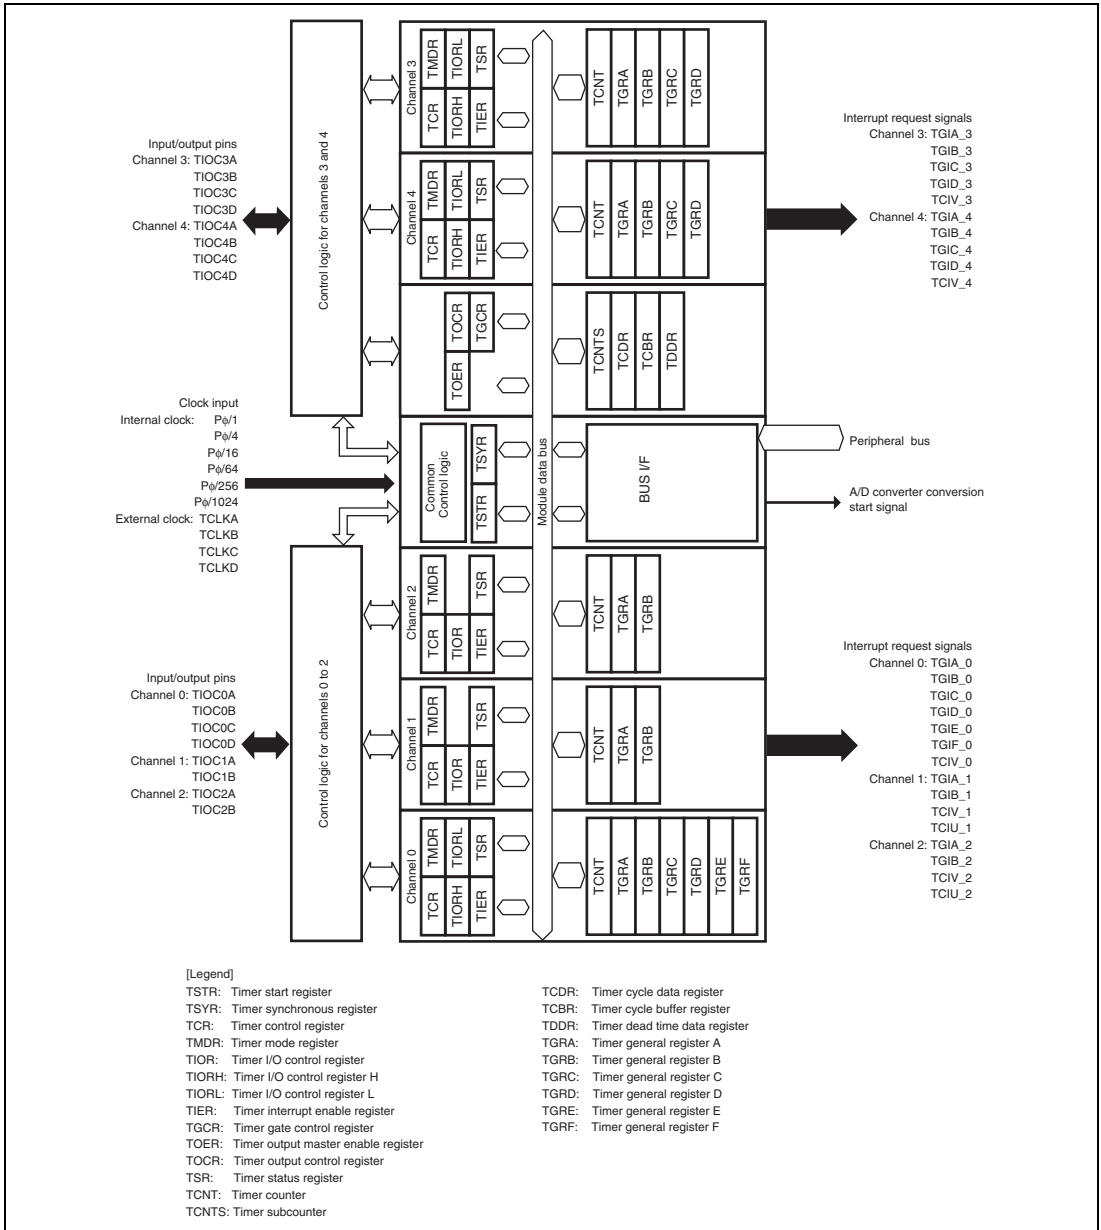 Input/output pins
Channel 3: TIOC3A
TIOC3B
TIOC3C
TIOC3D
Channel 4: TIOC4A
TIOC4B
TIOC4C
TIOC4D
Clock input
Internal clock: Pϕ/1
Pϕ/4
Pϕ/16
Pϕ/64
Pϕ/256
Pϕ/1024
External clock: TCLKA
TCLKB
TCLKC
TCLKD
Input/output pins
Channel 0: TIOC0A
TIOC0B
TIOC0C
TIOC0D
Channel 1: TIOC1A
TIOC1B
Channel 2: TIOC2A
TIOC2B
Control logic for channels 3 and 4
Control logic for channels 0 to 2
Channel 3
TCR TMDR
TIORH TIORL
TIER TSR
TCNT
TGRA
TGRB
TGRC
TGRD
Channel 4
TCR TMDR
TIORH TIORL
TIER TSR
TCNT
TGRA
TGRB
TGRC
TGRD
TOER TOCR
TGCR
TCNTS
TCDR
TCBR
TDDR
Common
Control logic
TSTR TSYR
Module data bus
BUS I/F
Channel 2
TCR TMDR
TIOR
TIER TSR
TCNT
TGRA
TGRB
Channel 1
TCR TMDR
TIOR
TIER TSR
TCNT
TGRA
TGRB
Channel 0
TCR TMDR
TIORH TIORL
TIER TSR
TCNT
TGRA
TGRB
TGRC
TGRD
TGRE
TGRF
Interrupt request signals
Channel 3: TGIA_3
TGIB_3
TGIC_3
TGID_3
TCIV_3
Channel 4: TGIA_4
TGIB_4
TGIC_4
TGID_4
TCIV_4
Peripheral bus
A/D converter conversion
start signal
Interrupt request signals
Channel 0: TGIA_0
TGIB_0
TGIC_0
TGID_0
TGIE_0
TGIF_0
TCIV_0
Channel 1: TGIA_1
TGIB_1
TCIV_1
TCIU_1
Channel 2: TGIA_2
TGIB_2
TCIV_2
TCIU_2
[Legend]
TSTR: Timer start register
TSYR: Timer synchronous register
TCR: Timer control register
TMDR: Timer mode register
TIOR: Timer I/O control register
TIORH: Timer I/O control register H
TIORL: Timer I/O control register L
TIER: Timer interrupt enable register
TGCR: Timer gate control register
TOER: Timer output master enable register
TOCR: Timer output control register
TSR: Timer status register
TCNT: Timer counter
TCNTS: Timer subcounter
TCDR: Timer cycle data register
TCBR: Timer cycle buffer register
TDDR: Timer dead time data register
TGRA: Timer general register A
TGRB: Timer general register B
TGRC: Timer general register C
TGRD: Timer general register D
TGRE: Timer general register E
TGRF: Timer general register F